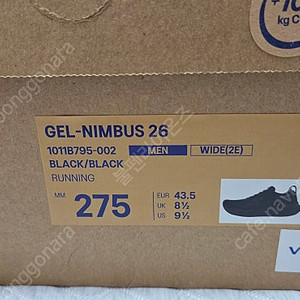 +10
kg C
GEL-NIMBUS 26
1011B795-002 MEN WIDE(2E)
BLACK/BLACK
RUNNING
MM 275
EUR 43.5
UK 8½
US 9½
V